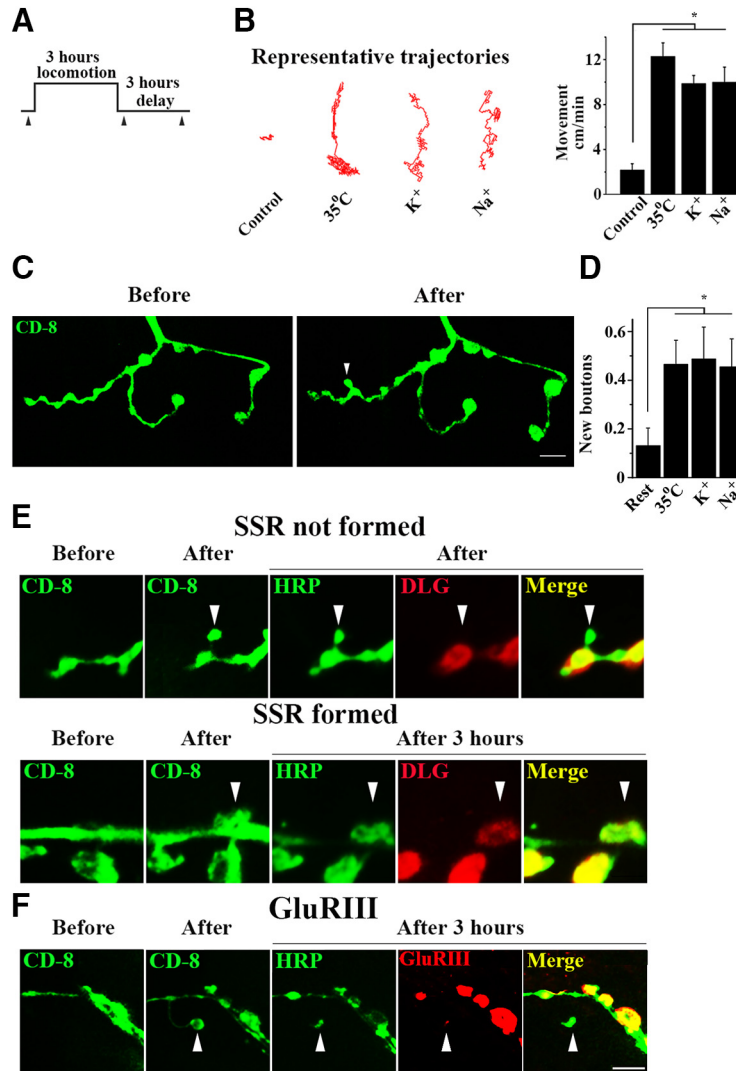 A
3 hours
locomotion
3 hours
delay
B
Representative trajectories
Control
35°C
K+
Na+
Movement
cm/min
12
8
4
0
*
Control
35°C
K+
Na+
C
Before
After
CD-8
D
New boutons
0.6
0.4
0.2
0
*
Rest
35°C
K+
Na+
E
SSR not formed
Before
After
After
CD-8
CD-8
HRP
DLG
Merge
SSR formed
Before
After
After 3 hours
CD-8
CD-8
HRP
DLG
Merge
F
GluRIII
Before
After
After 3 hours
CD-8
CD-8
HRP
GluRIII
Merge